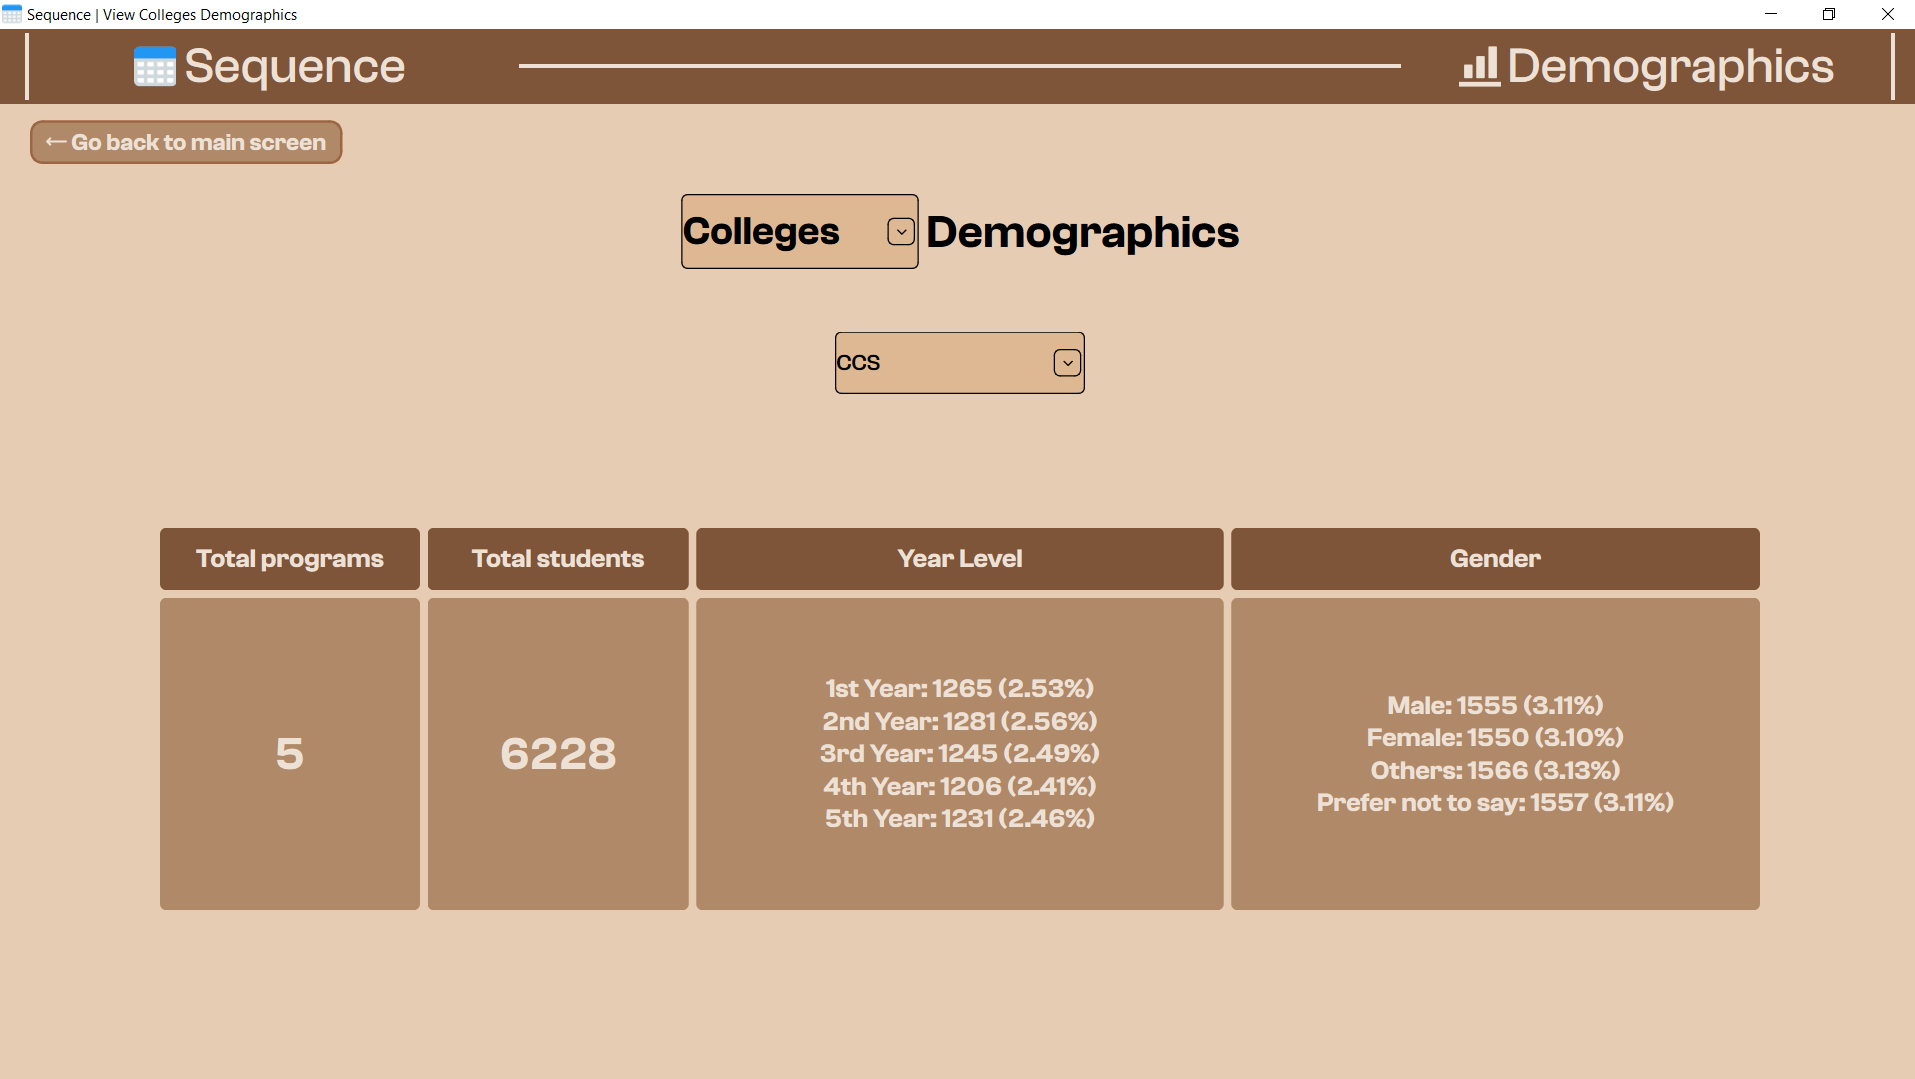 Sequence | View Colleges Demographics
Sequence
Demographics
← Go back to main screen
Colleges Demographics
CCS
Total programs
Total students
Year Level
Gender
5
6228
1st Year: 1265 (2.53%)
2nd Year: 1281 (2.56%)
3rd Year: 1245 (2.49%)
4th Year: 1206 (2.41%)
5th Year: 1231 (2.46%)
Male: 1555 (3.11%)
Female: 1550 (3.10%)
Others: 1566 (3.13%)
Prefer not to say: 1557 (3.11%)